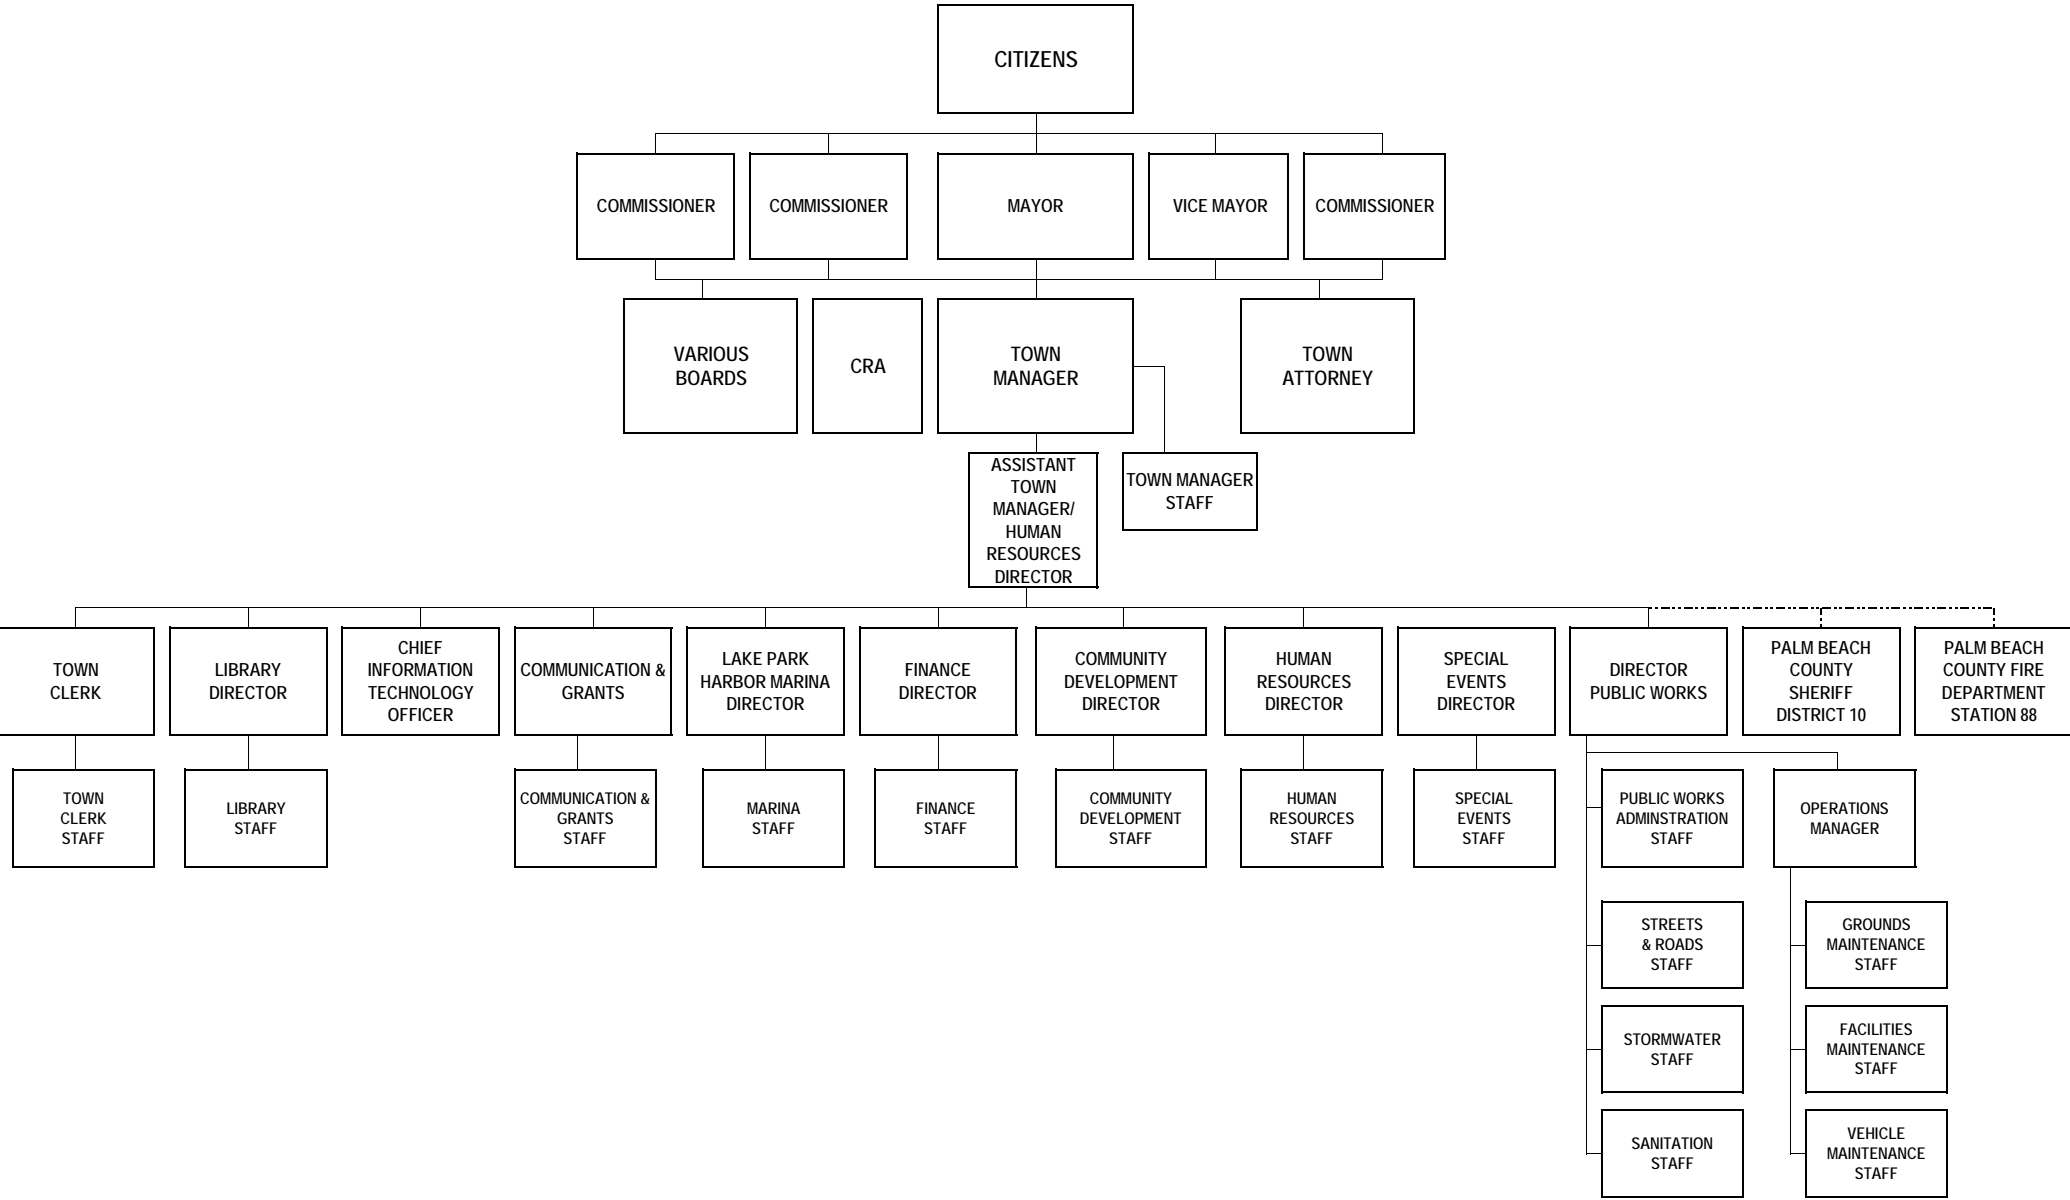 CITIZENS
COMMISSIONER
COMMISSIONER
MAYOR
VICE MAYOR
COMMISSIONER
VARIOUS
BOARDS
CRA
TOWN
MANAGER
TOWN
ATTORNEY
ASSISTANT
TOWN
MANAGER/
HUMAN
RESOURCES
DIRECTOR
TOWN MANAGER
STAFF
TOWN
CLERK
LIBRARY
DIRECTOR
CHIEF
INFORMATION
TECHNOLOGY
OFFICER
COMMUNICATION &
GRANTS
LAKE PARK
HARBOR MARINA
DIRECTOR
FINANCE
DIRECTOR
COMMUNITY
DEVELOPMENT
DIRECTOR
HUMAN
RESOURCES
DIRECTOR
SPECIAL
EVENTS
DIRECTOR
DIRECTOR
PUBLIC WORKS
PALM BEACH
COUNTY
SHERIFF
DISTRICT 10
PALM BEACH
COUNTY FIRE
DEPARTMENT
STATION 88
TOWN
CLERK
STAFF
LIBRARY
STAFF
COMMUNICATION &
GRANTS
STAFF
MARINA
STAFF
FINANCE
STAFF
COMMUNITY
DEVELOPMENT
STAFF
HUMAN
RESOURCES
STAFF
SPECIAL
EVENTS
STAFF
PUBLIC WORKS
ADMINSTRATION
STAFF
OPERATIONS
MANAGER
STREETS
& ROADS
STAFF
GROUNDS
MAINTENANCE
STAFF
STORMWATER
STAFF
FACILITIES
MAINTENANCE
STAFF
SANITATION
STAFF
VEHICLE
MAINTENANCE
STAFF